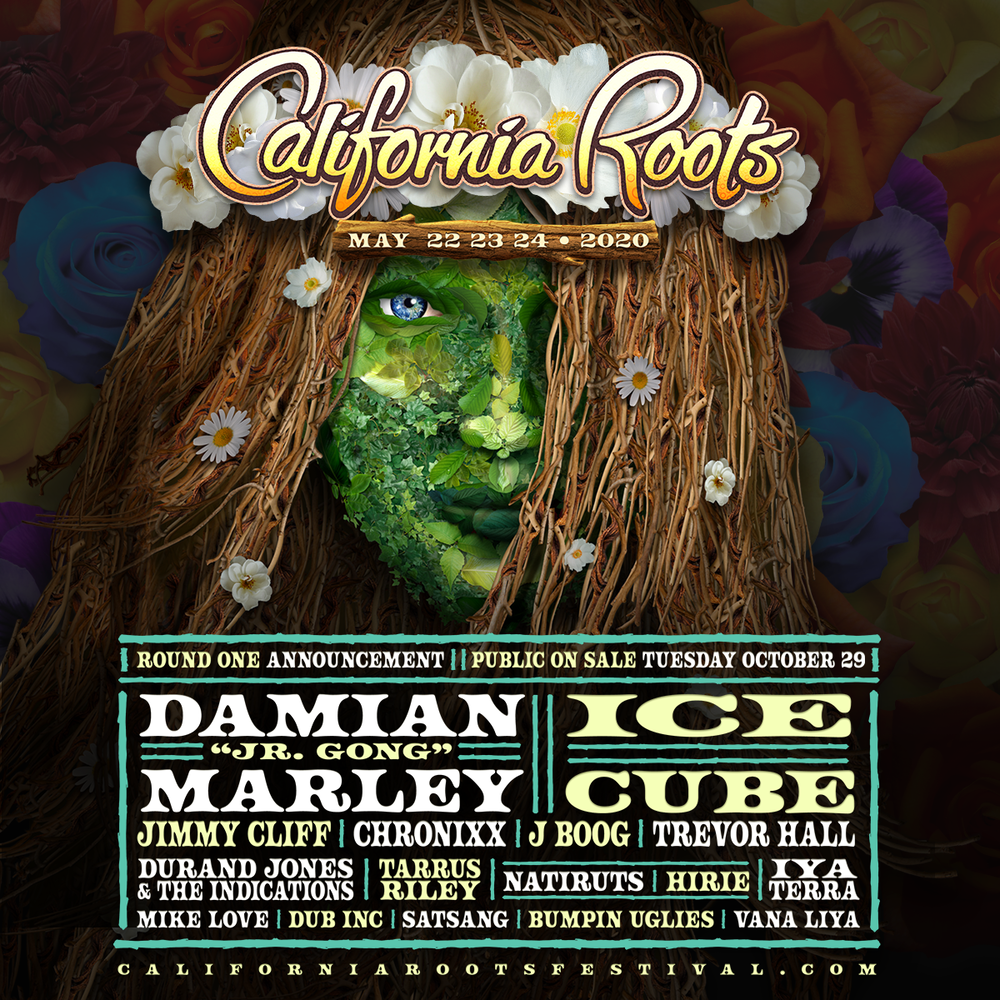 California Roots
MAY 22 23 24 • 2020
ROUND ONE ANNOUNCEMENT || PUBLIC ON SALE TUESDAY OCTOBER 29
DAMIAN
"JR. GONG"
MARLEY
ICE
CUBE
JIMMY CLIFF | CHRONIXX | J BOOG | TREVOR HALL
DURAND JONES
& THE INDICATIONS
TARRUS
RILEY
NATIRUTS | HIRIE
IYA
TERRA
MIKE LOVE | DUB INC | SATSANG | BUMPIN UGLIES | VANA LIYA
CALIFORNIAROOTSFESTIVAL.COM